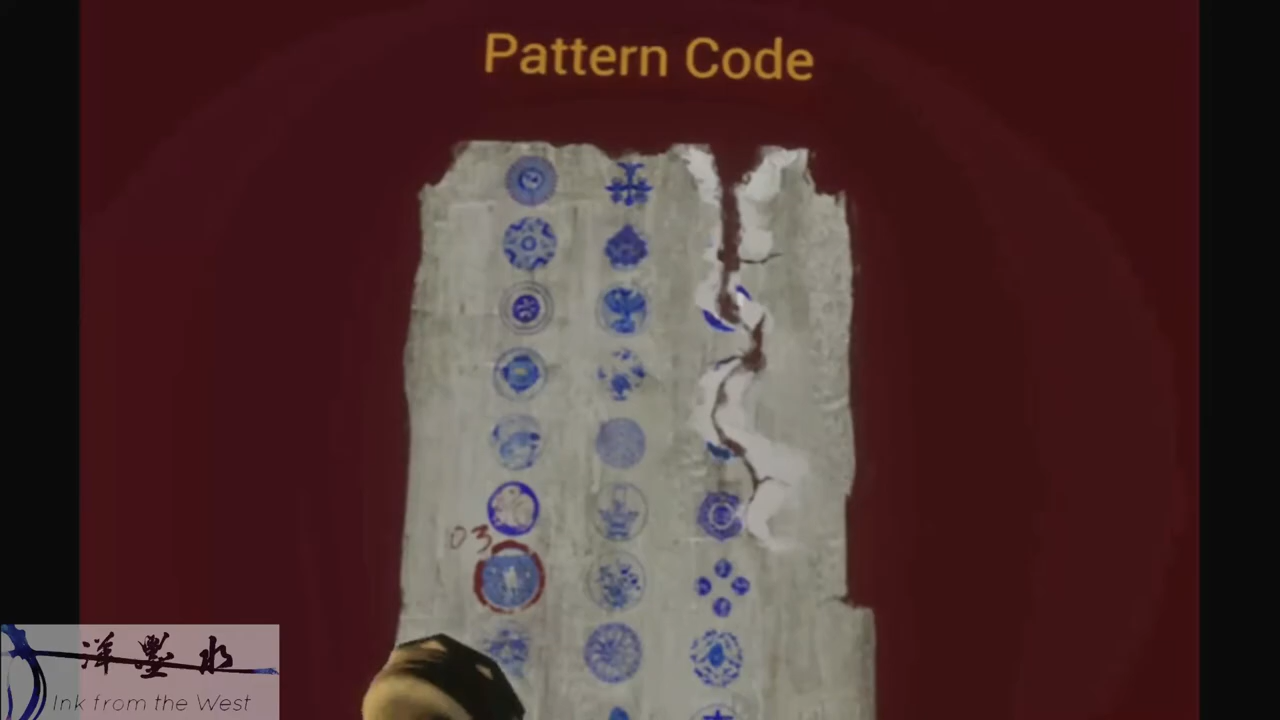 Pattern Code
03
洋墨水
Ink from the West